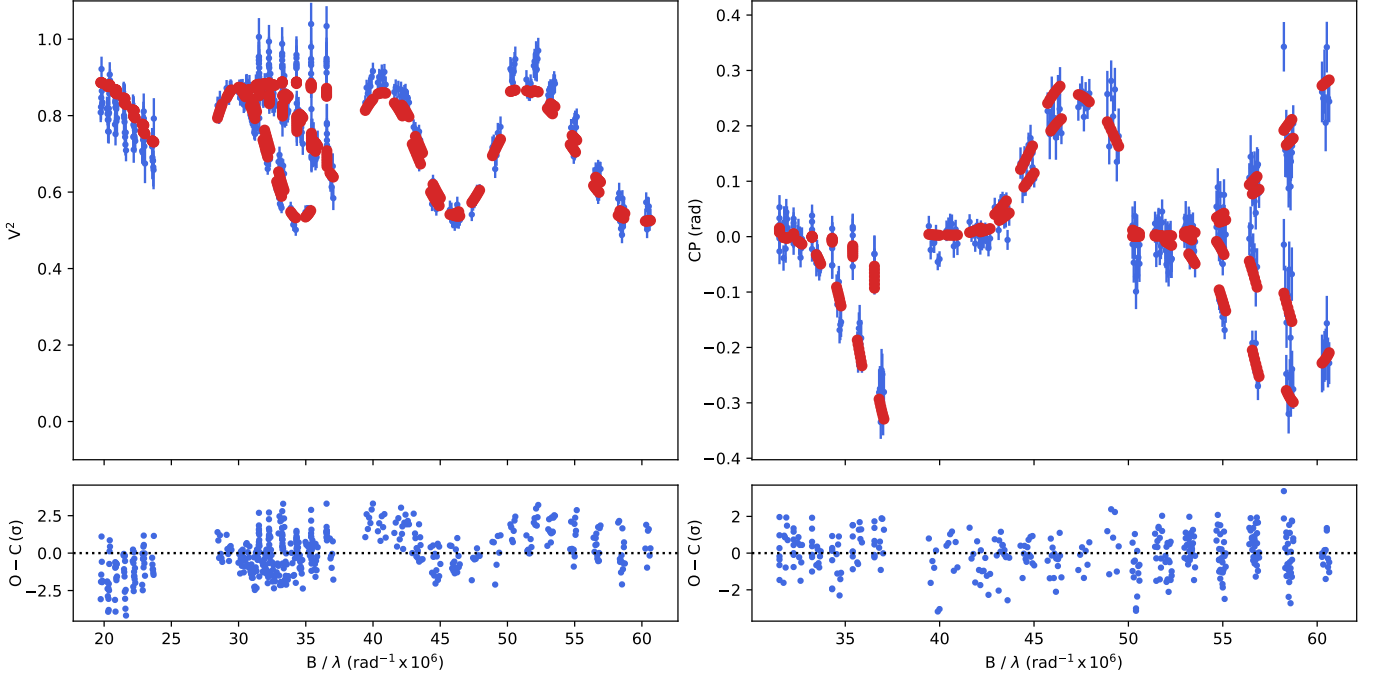 1.0
0.8
0.6
0.4
0.2
0.0
V²
0.4
0.3
0.2
0.1
0.0
−0.1
−0.2
−0.3
−0.4
CP (rad)
2.5
0.0
−2.5
O − C (σ)
20 25 30 35 40 45 50 55 60
B / λ (rad⁻¹ x 10⁶)
2
0
−2
O − C (σ)
35 40 45 50 55 60
B / λ (rad⁻¹ x 10⁶)